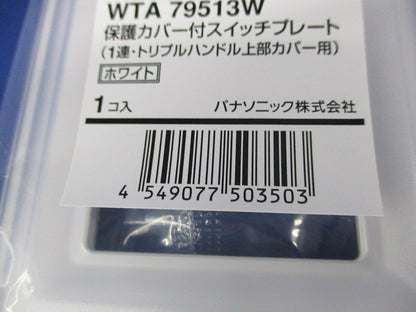 WTA 79513W
保護カバー付スイッチプレート
(1連・トリプルハンドル上部カバー用)
ホワイト
1コ入
パナソニック株式会社
4 549077 503503